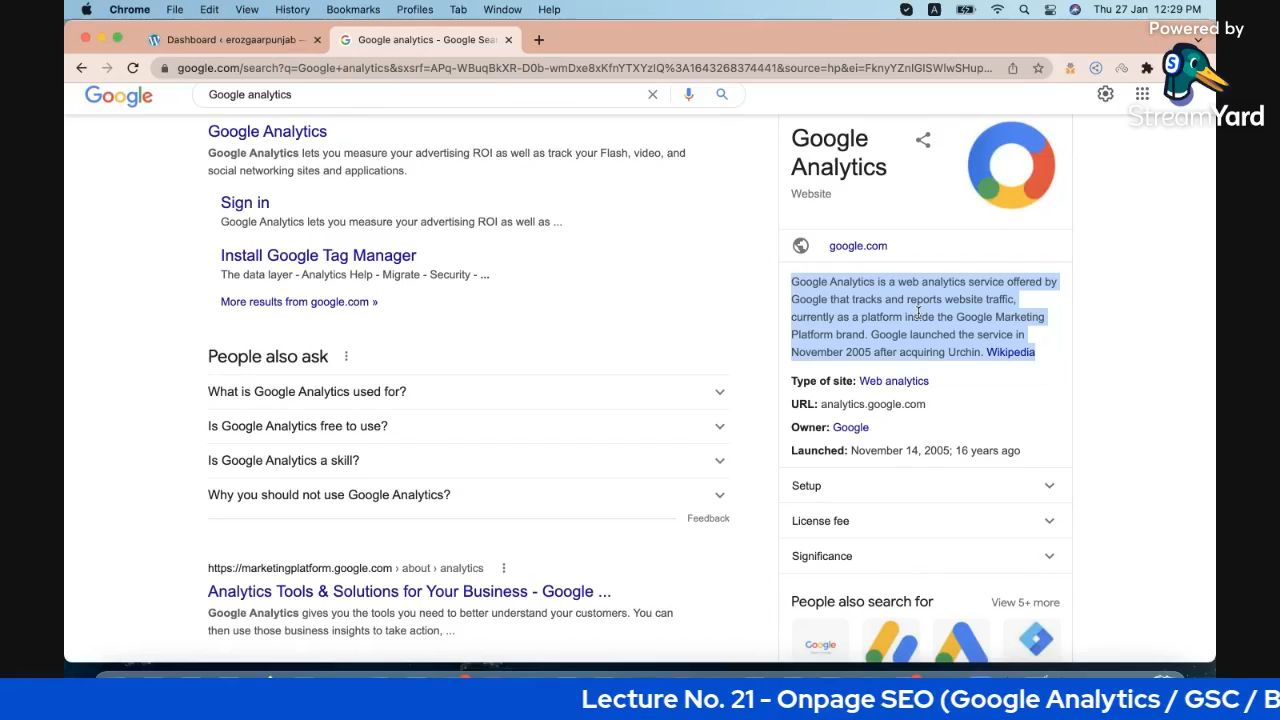 Chrome File Edit View History Bookmarks Profiles Tab Window Help A Thu 27 Jan 12:29 PM
Powered by
StreamYard
Dashboard ‹ erozgaarpunjab — Google analytics - Google Sea
google.com/search?q=Google+analytics&sxsrf=APq-WBuqBkXR-D0b-wmDxe8xKfnYTXYzIQ%3A1643268374441&source=hp&ei=FknyYZnIGISWlwSHup...
Google Google analytics
Google Analytics
Google Analytics lets you measure your advertising ROI as well as track your Flash, video, and
social networking sites and applications.
Sign in
Google Analytics lets you measure your advertising ROI as well as ...
Install Google Tag Manager
The data layer - Analytics Help - Migrate - Security - ...
More results from google.com »
People also ask
What is Google Analytics used for?
Is Google Analytics free to use?
Is Google Analytics a skill?
Why you should not use Google Analytics?
Feedback
https://marketingplatform.google.com › about › analytics
Analytics Tools & Solutions for Your Business - Google ...
Google Analytics gives you the tools you need to better understand your customers. You can
then use those business insights to take action, ...
Google
Analytics
Website
google.com
Google Analytics is a web analytics service offered by
Google that tracks and reports website traffic,
currently as a platform inside the Google Marketing
Platform brand. Google launched the service in
November 2005 after acquiring Urchin. Wikipedia
Type of site: Web analytics
URL: analytics.google.com
Owner: Google
Launched: November 14, 2005; 16 years ago
Setup
License fee
Significance
People also search for View 5+ more
Google
Lecture No. 21 - Onpage SEO (Google Analytics / GSC / B